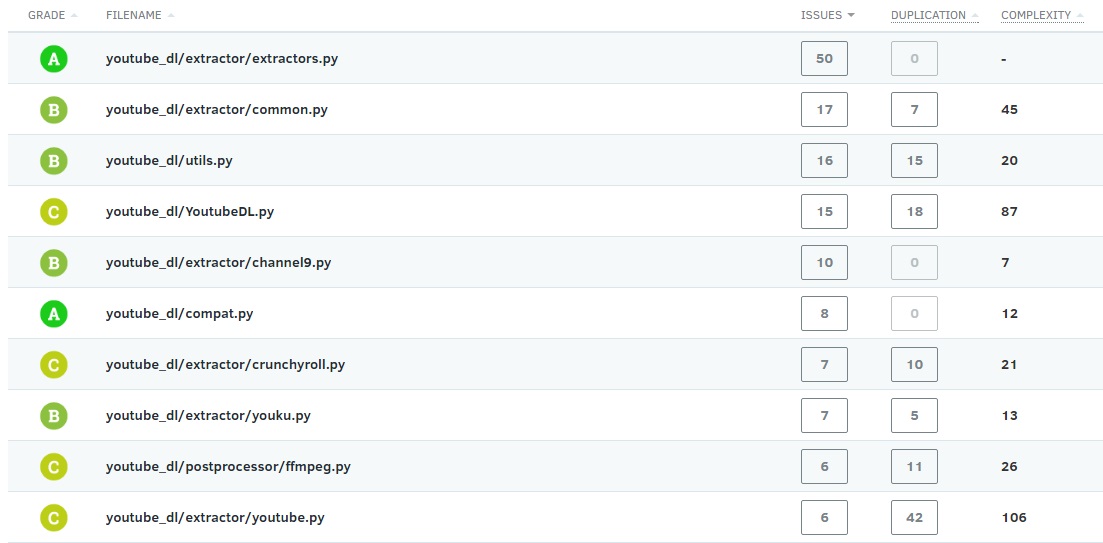 GRADE FILENAME ISSUES DUPLICATION COMPLEXITY
A youtube_dl/extractor/extractors.py 50 0 -
B youtube_dl/extractor/common.py 17 7 45
B youtube_dl/utils.py 16 15 20
C youtube_dl/YoutubeDL.py 15 18 87
B youtube_dl/extractor/channel9.py 10 0 7
A youtube_dl/compat.py 8 0 12
C youtube_dl/extractor/crunchyroll.py 7 10 21
B youtube_dl/extractor/youku.py 7 5 13
C youtube_dl/postprocessor/ffmpeg.py 6 11 26
C youtube_dl/extractor/youtube.py 6 42 106